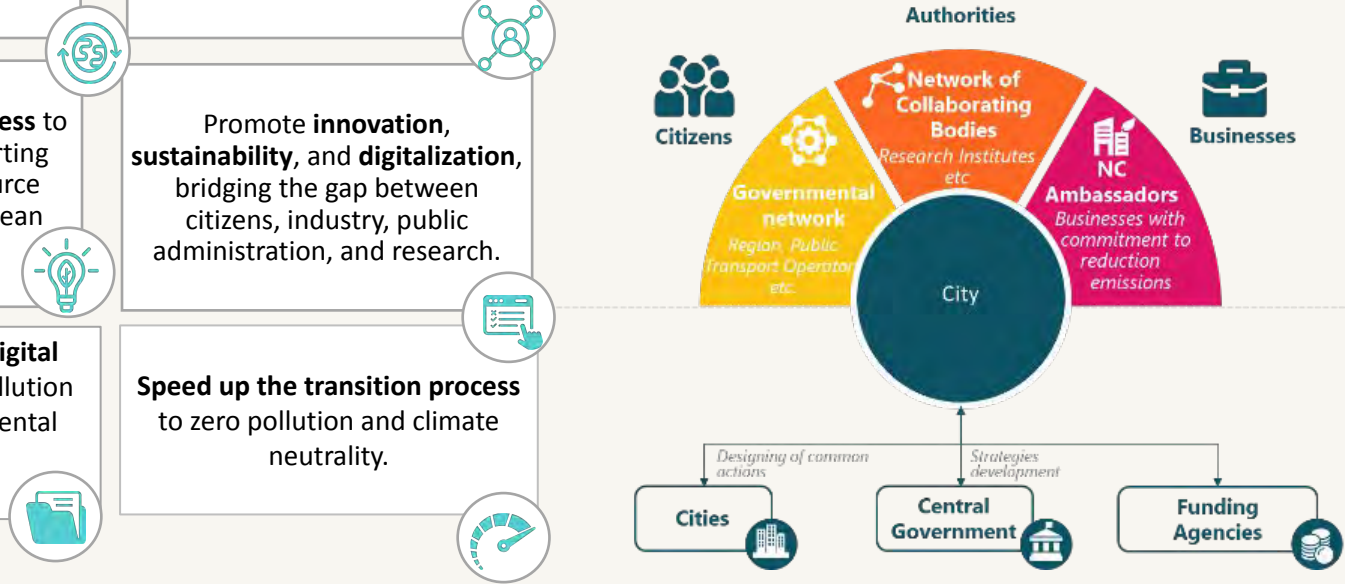 ess to
rting
urce
ean
igital
llution
ental
Promote innovation,
sustainability, and digitalization,
bridging the gap between
citizens, industry, public
administration, and research.
Speed up the transition process
to zero pollution and climate
neutrality.
Authorities
Citizens
Businesses
Governmental
network
Region, Public
Transport Operator
etc.
Network of
Collaborating
Bodies
Research Institutes
etc
NC
Ambassadors
Businesses with
commitment to
reduction
emissions
City
Designing of common
actions
Strategies
development
Cities
Central
Government
Funding
Agencies